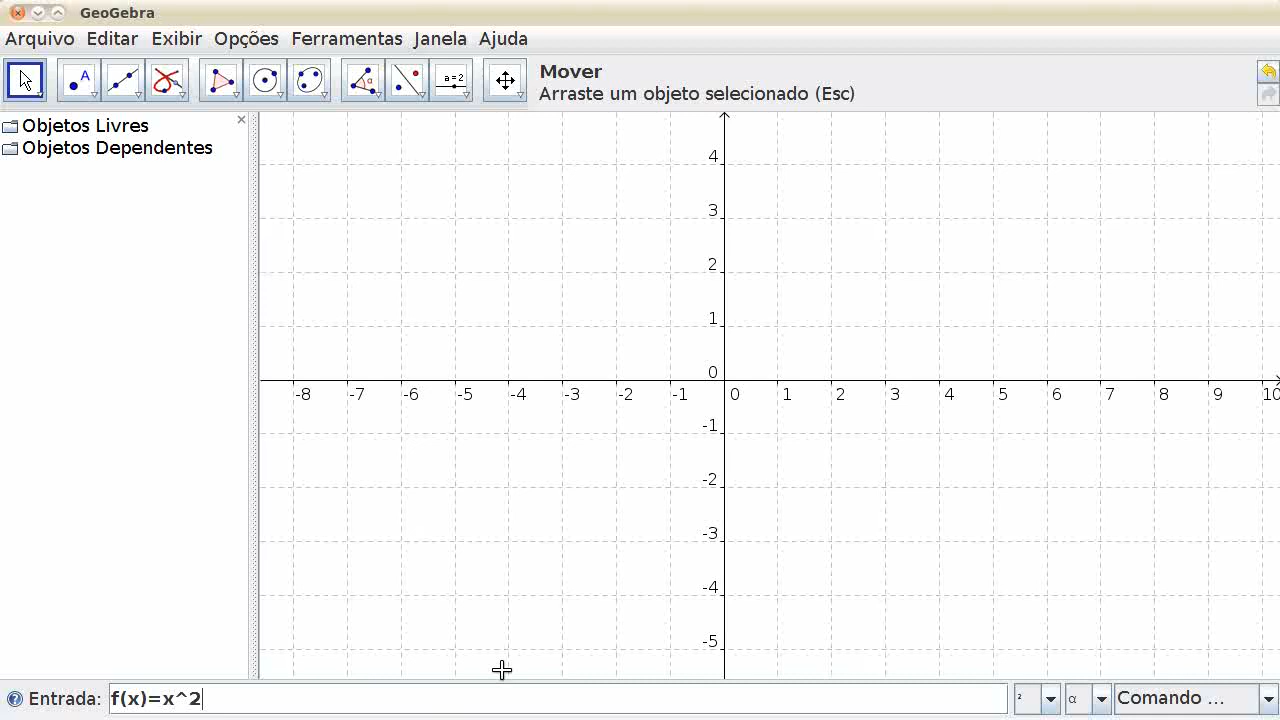 GeoGebra
Arquivo Editar Exibir Opções Ferramentas Janela Ajuda
A α a=2
Mover
Arraste um objeto selecionado (Esc)
Objetos Livres
Objetos Dependentes
4
3
2
1
0
-8 -7 -6 -5 -4 -3 -2 -1 0 1 2 3 4 5 6 7 8 9 10
-1
-2
-3
-4
-5
Entrada: f(x)=x^2 ² α Comando ...